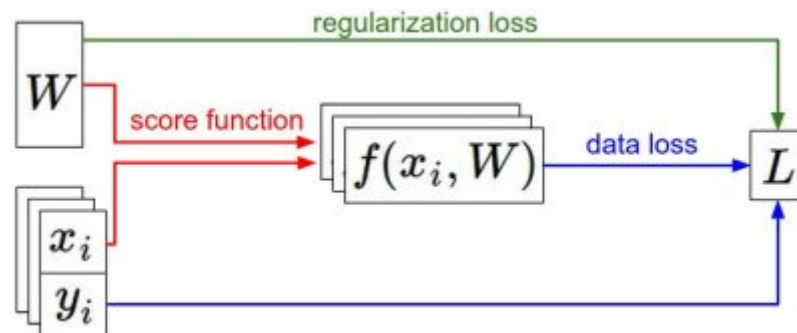 regularization loss
W
score function
f(x_i, W)
data loss
L
x_i
y_i